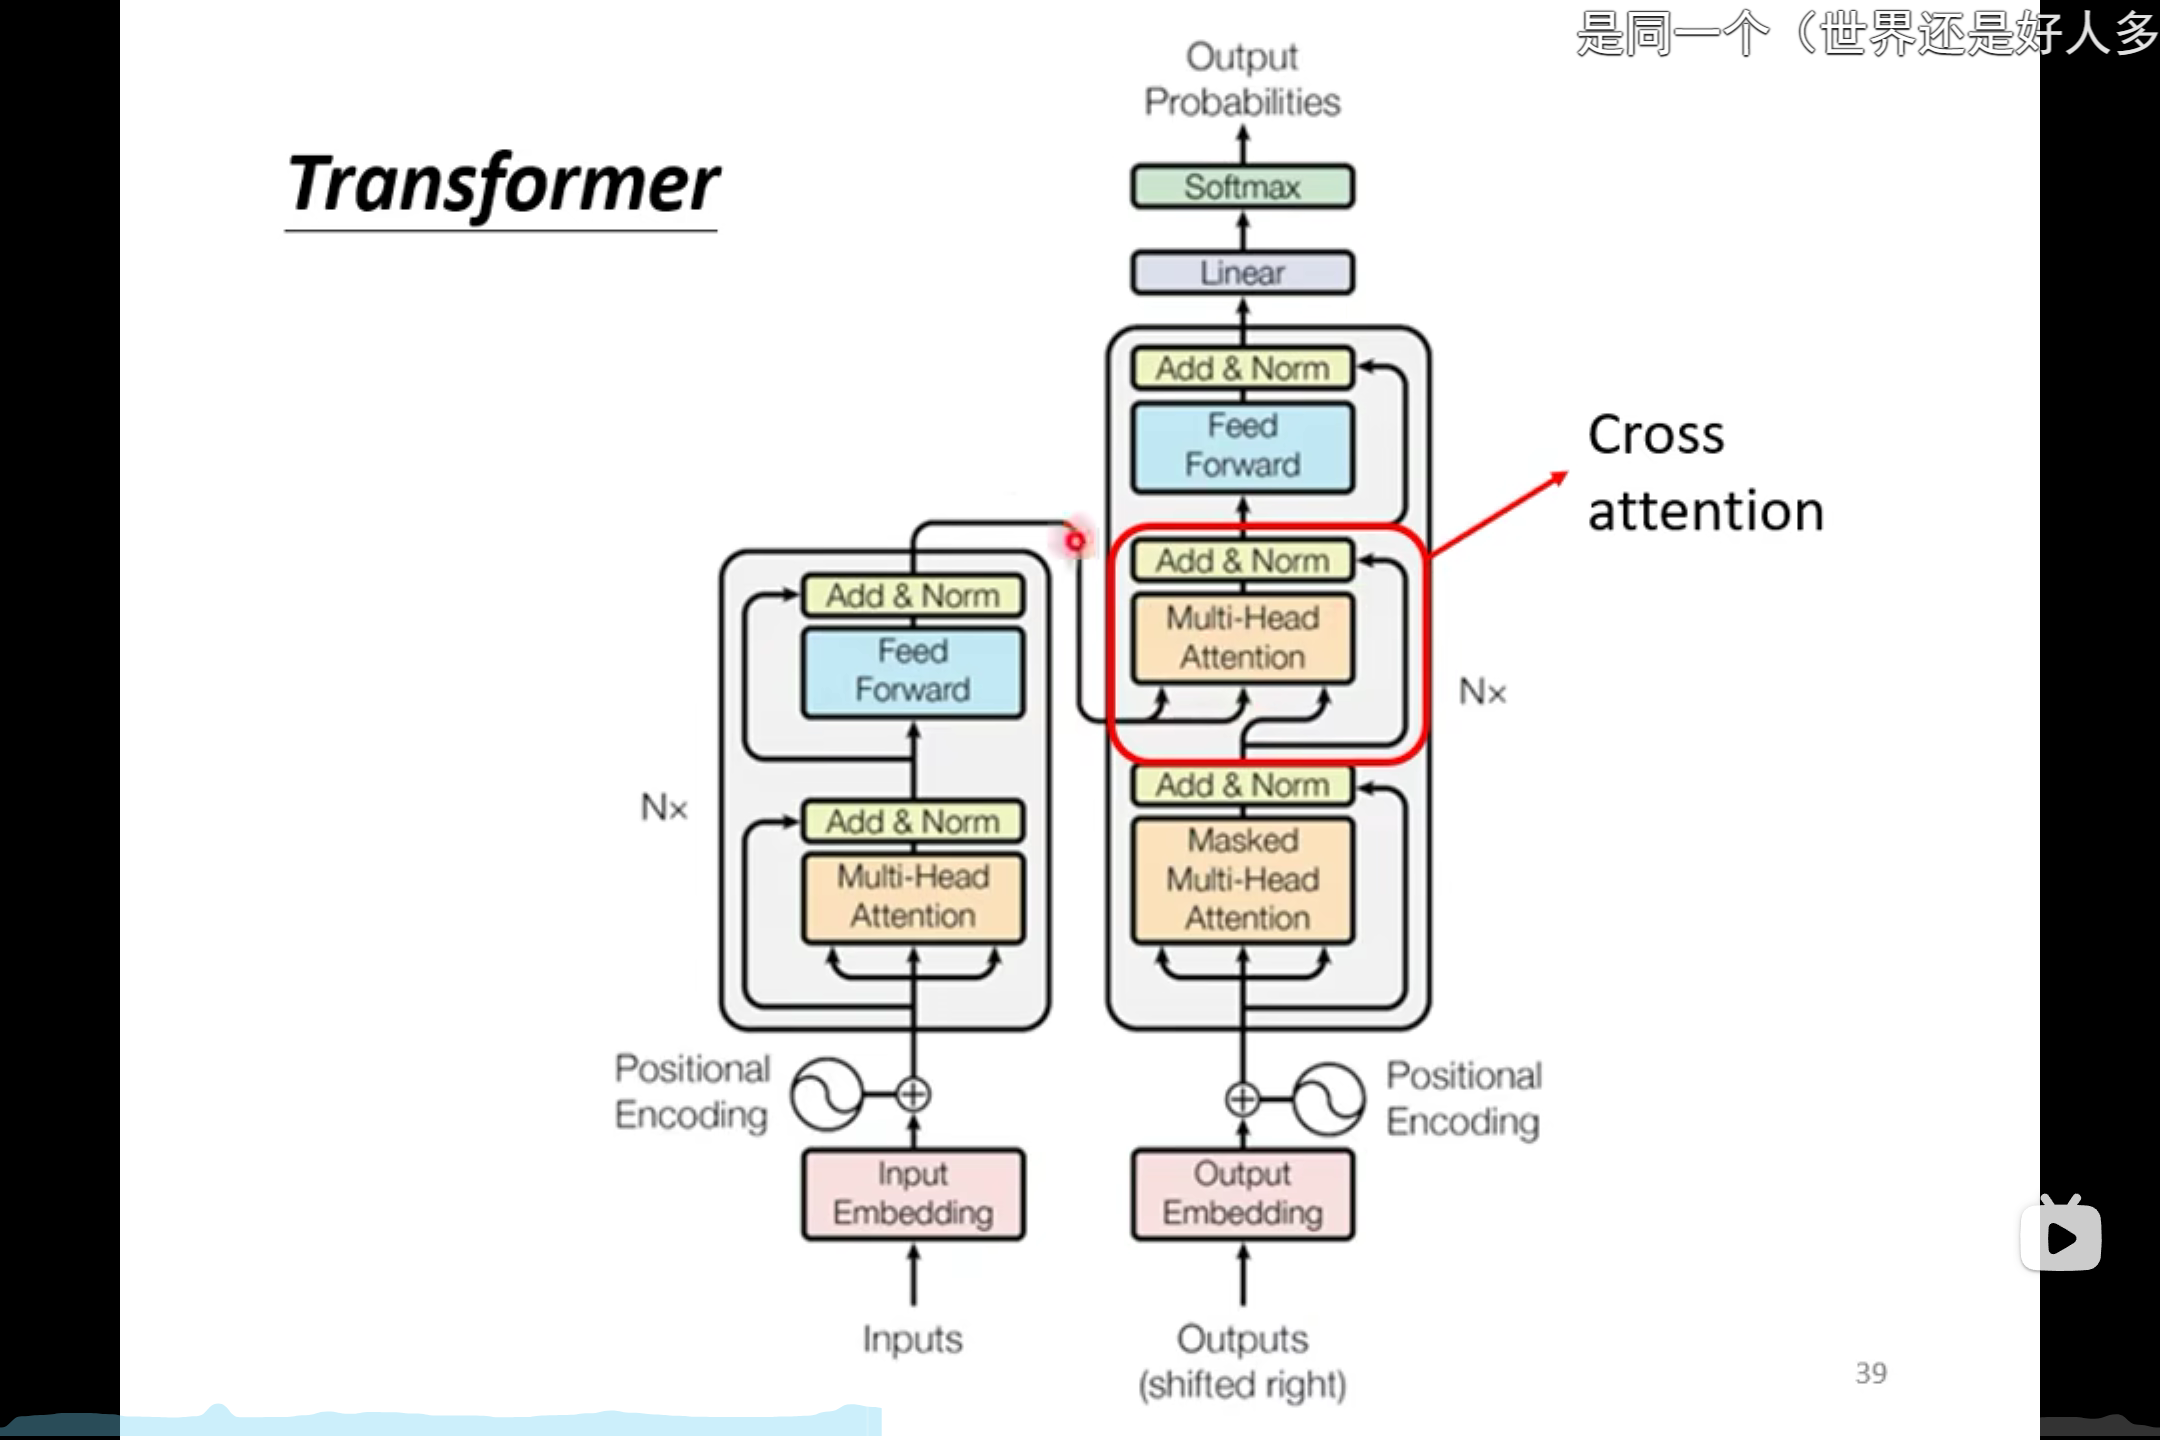 是同一个（世界还是好人多
Transformer
Output
Probabilities
Softmax
Linear
Add & Norm
Feed
Forward
Cross
attention
Add & Norm
Multi-Head
Attention
Nx
Add & Norm
Masked
Multi-Head
Attention
Add & Norm
Feed
Forward
Nx
Add & Norm
Multi-Head
Attention
Positional
Encoding
Positional
Encoding
Input
Embedding
Output
Embedding
Inputs
Outputs
(shifted right)
39